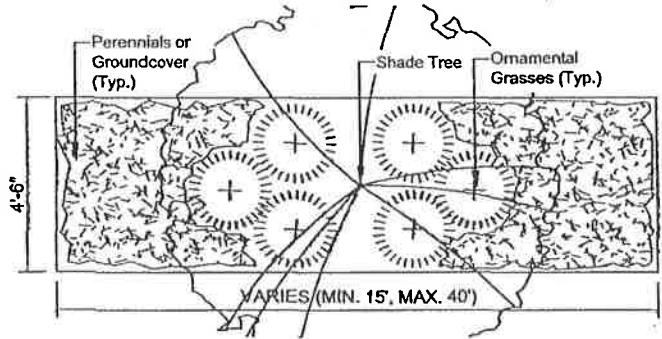 Perennials or
Groundcover
(Typ.)
Shade Tree
Ornamental
Grasses (Typ.)
4'-6"
VARIES (MIN. 15', MAX. 40')